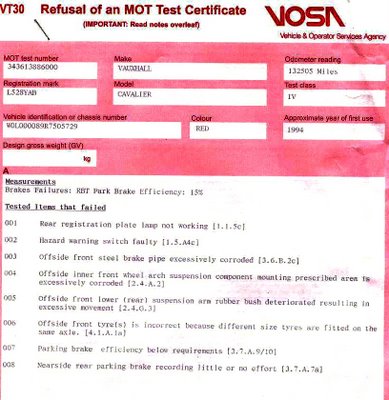 VT30 Refusal of an MOT Test Certificate
(IMPORTANT: Read notes overleaf)
VOSA
Vehicle & Operator Services Agency
MOT test number
343613886000
Make
VAUXHALL
Odometer reading
132505 Miles
Registration mark
L528YAB
Model
CAVALIER
Test class
IV
Vehicle identification or chassis number
W0L000089R7505729
Colour
RED
Approximate year of first use
1994
Design gross weight (GV)
kg
A
Measurements
Brakes Failures: RBT Park Brake Efficiency: 15%
Tested Items that failed
001 Rear registration plate lamp not working [1.1.5c]
002 Hazard warning switch faulty [1.5.A4c]
003 Offside front steel brake pipe excessively corroded [3.6.B.2c]
004 Offside inner front wheel arch suspension component mounting prescribed area is
excessively corroded [2.4.A.2]
005 Offside front lower (rear) suspension arm rubber bush deteriorated resulting in
excessive movement [2.4.G.3]
006 Offside front tyre(s) is incorrect because different size tyres are fitted on the
same axle. [4.1.A.1a]
007 Parking brake efficiency below requirements [3.7.A.9/10]
008 Nearside rear parking brake recording little or no effort [3.7.A.7a]